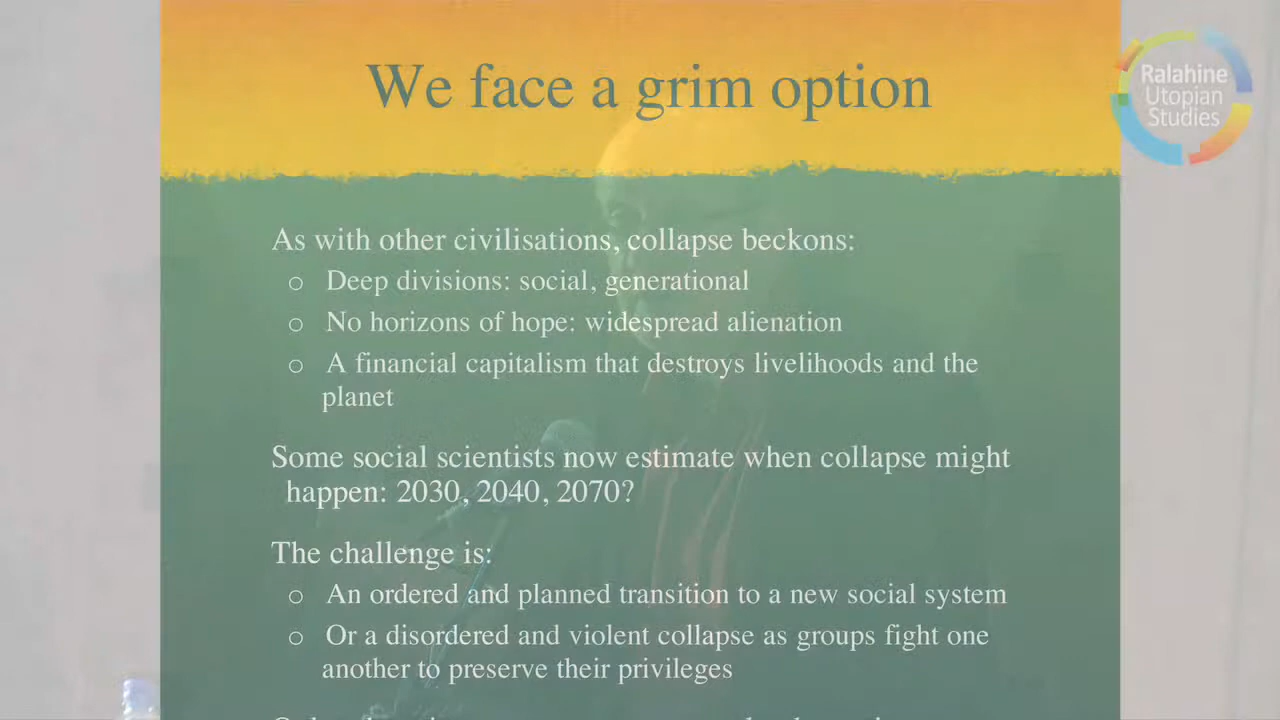 We face a grim option
Ralahine
Utopian
Studies
As with other civilisations, collapse beckons:
o Deep divisions: social, generational
o No horizons of hope: widespread alienation
o A financial capitalism that destroys livelihoods and the
planet
Some social scientists now estimate when collapse might
happen: 2030, 2040, 2070?
The challenge is:
o An ordered and planned transition to a new social system
o Or a disordered and violent collapse as groups fight one
another to preserve their privileges